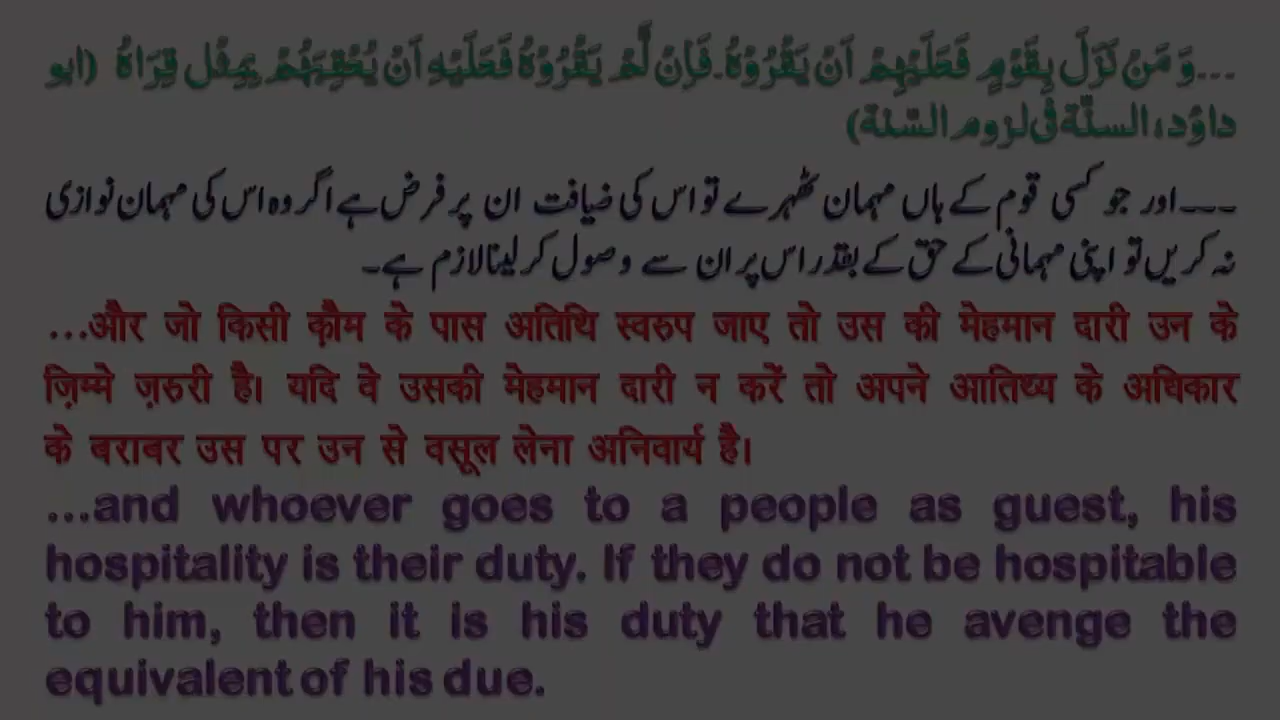 ...وَ مَنْ نَزَلَ بِقَوْمٍ فَعَلَيْهِمْ اَنْ يَقْرُوْهُ۔فَاِنْ لَّمْ يَقْرُوْهُ فَعَلَيْهِ اَنْ يُعْقِبَهُمْ بِمِثْلِ قِرَاهُ (ابو
داؤد، السنّة فی لزوم السّنة)
۔۔۔اور جو کسی قوم کے ہاں مہمان ٹھہرے تو اس کی ضیافت ان پر فرض ہے اگر وہ اس کی مہمان نوازی
نہ کریں تو اپنی مہمانی کے حق کے بقدر اس پر ان سے وصول کر لینا لازم ہے۔
...और जो किसी क़ौम के पास अतिथि स्वरुप जाए तो उस की मेहमान दारी उन के
ज़िम्मे ज़रुरी है। यदि वे उसकी मेहमान दारी न करें तो अपने आतिथ्य के अधिकार
के बराबर उस पर उन से वसूल लेना अनिवार्य है।
...and whoever goes to a people as guest, his
hospitality is their duty. If they do not be hospitable
to him, then it is his duty that he avenge the
equivalent of his due.